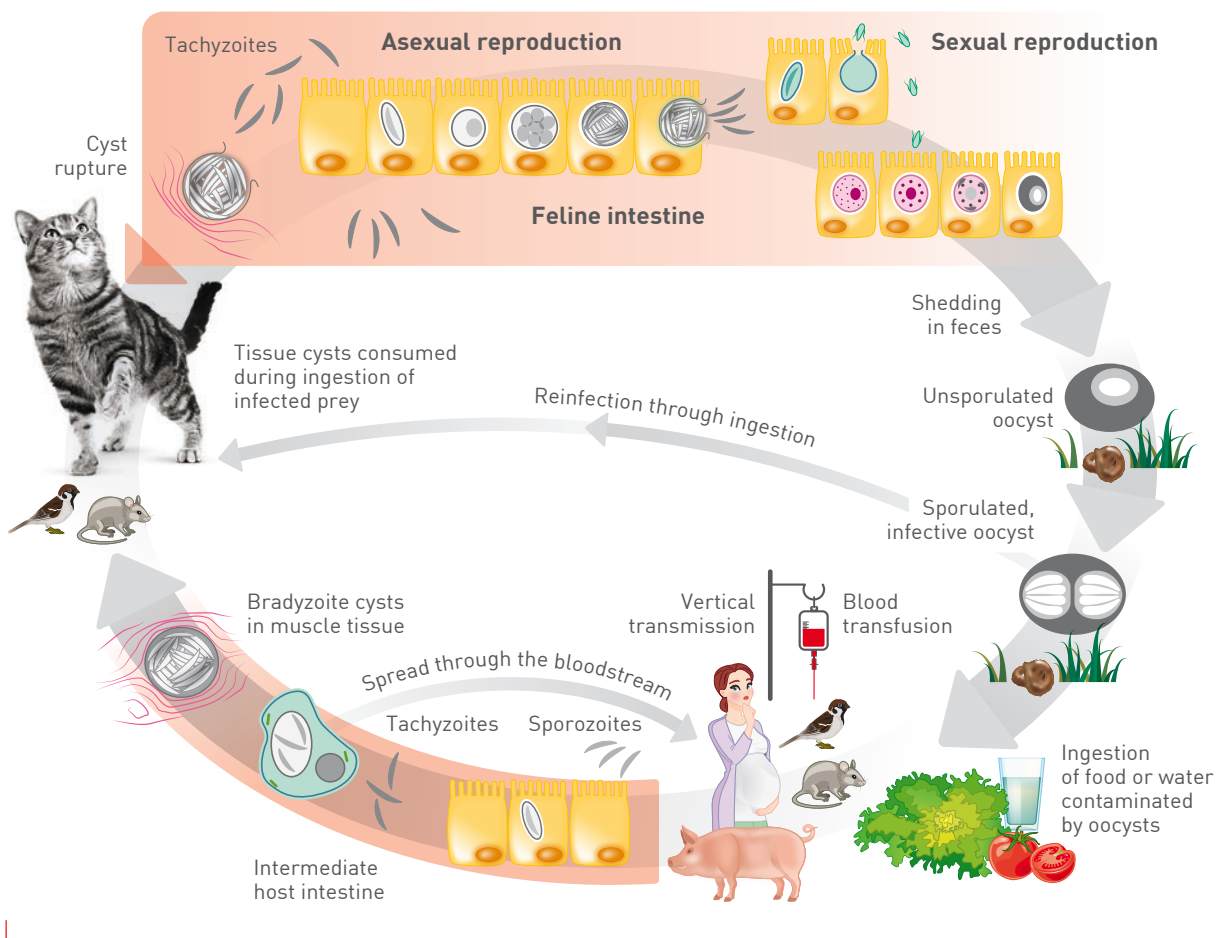 Tachyzoites
Asexual reproduction
Sexual reproduction
Cyst
rupture
Feline intestine
Shedding
in feces
Tissue cysts consumed
during ingestion of
infected prey
Reinfection through ingestion
Unsporulated
oocyst
Sporulated,
infective oocyst
Bradyzoite cysts
in muscle tissue
Vertical
transmission
Blood
transfusion
Spread through the bloodstream
Tachyzoites
Sporozoites
Ingestion
of food or water
contaminated
by oocysts
Intermediate
host intestine